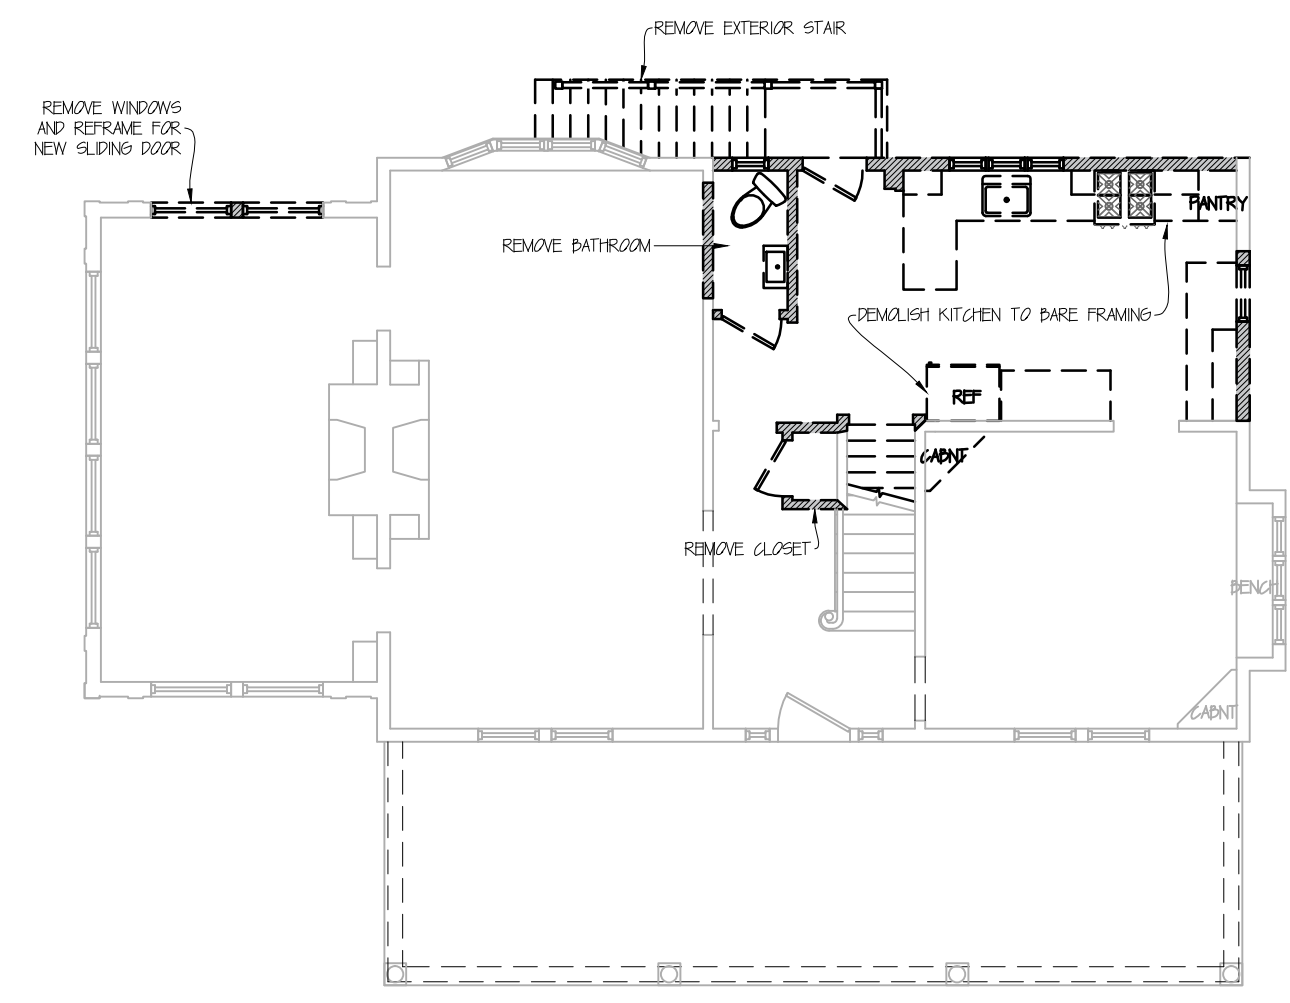 REMOVE EXTERIOR STAIR
REMOVE WINDOWS
AND REFRAME FOR
NEW SLIDING DOOR
PANTRY
REMOVE BATHROOM
DEMOLISH KITCHEN TO BARE FRAMING
REF
CABNT
REMOVE CLOSET
BENCH
CABNT